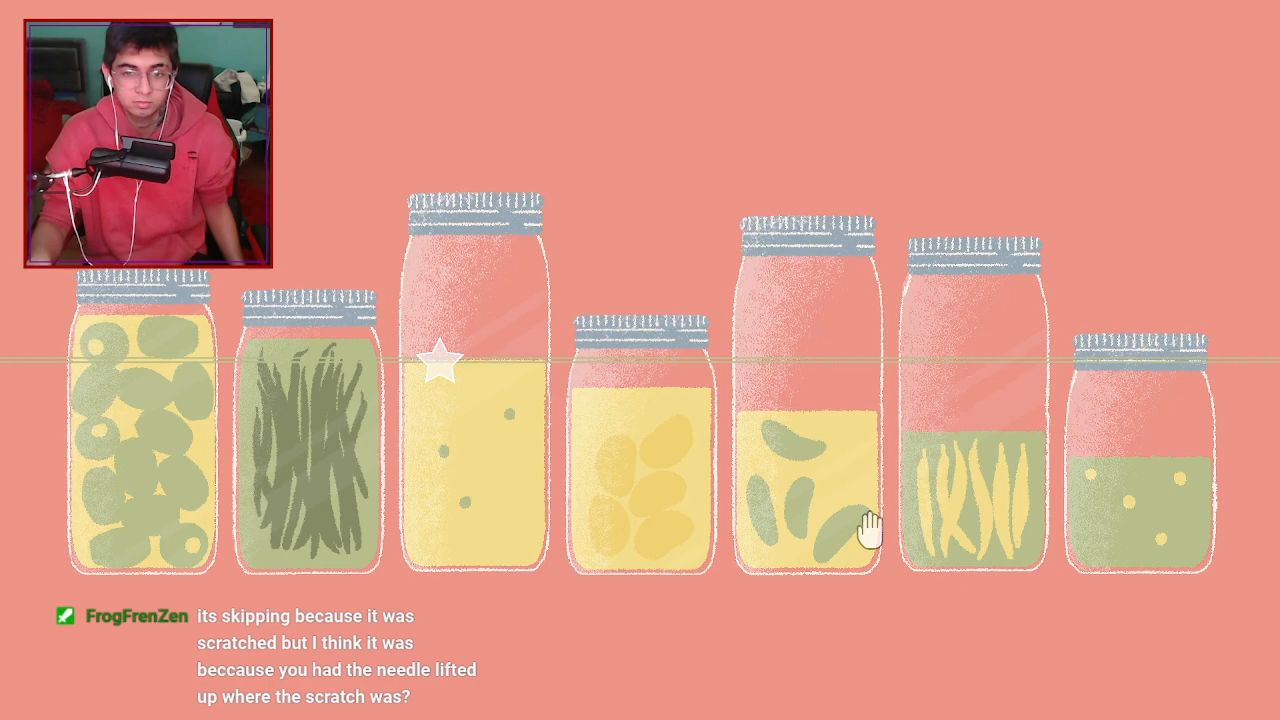 FrogFrenZen its skipping because it was
scratched but I think it was
beccause you had the needle lifted
up where the scratch was?